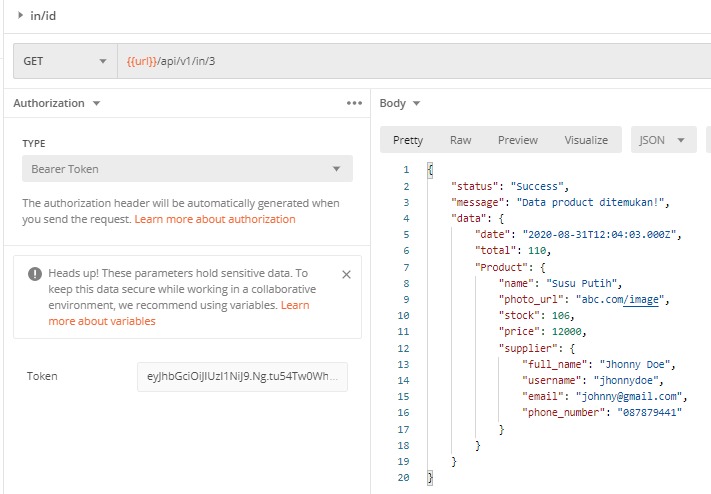 in/id
GET {{url}}/api/v1/in/3
Authorization
TYPE
Bearer Token
The authorization header will be automatically generated when
you send the request. Learn more about authorization
Heads up! These parameters hold sensitive data. To
keep this data secure while working in a collaborative
environment, we recommend using variables. Learn
more about variables
Token eyJhbGciOiJIUzI1NiJ9.Ng.tu54Tw0Wh...
Body
Pretty Raw Preview Visualize JSON
1 {
2 "status": "Success",
3 "message": "Data product ditemukan!",
4 "data": {
5 "date": "2020-08-31T12:04:03.000Z",
6 "total": 110,
7 "Product": {
8 "name": "Susu Putih",
9 "photo_url": "abc.com/image",
10 "stock": 106,
11 "price": 12000,
12 "supplier": {
13 "full_name": "Jhonny Doe",
14 "username": "jhonnydoe",
15 "email": "johnny@gmail.com",
16 "phone_number": "087879441"
17 }
18 }
19 }
20 }